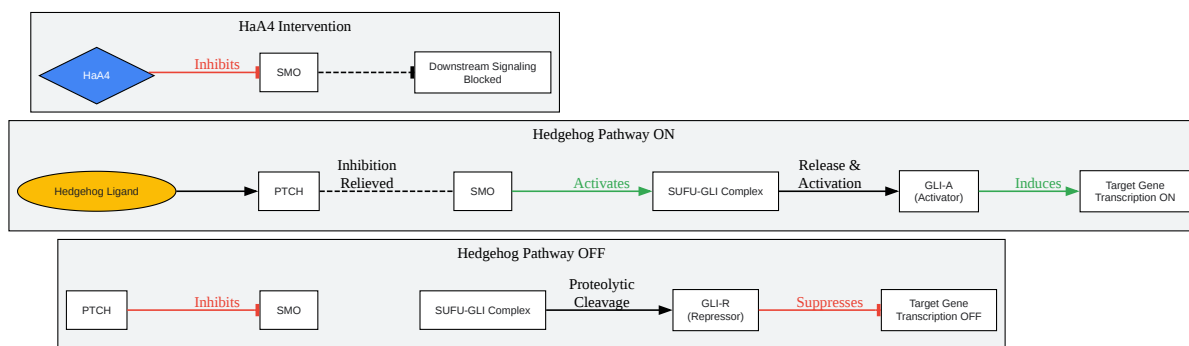 HaA4 Intervention
HaA4
Inhibits
SMO
Downstream Signaling
Blocked
Hedgehog Pathway ON
Hedgehog Ligand
PTCH
Inhibition
Relieved
SMO
Activates
SUFU-GLI Complex
Release &
Activation
GLI-A
(Activator)
Induces
Target Gene
Transcription ON
Hedgehog Pathway OFF
PTCH
Inhibits
SMO
SUFU-GLI Complex
Proteolytic
Cleavage
GLI-R
(Repressor)
Suppresses
Target Gene
Transcription OFF